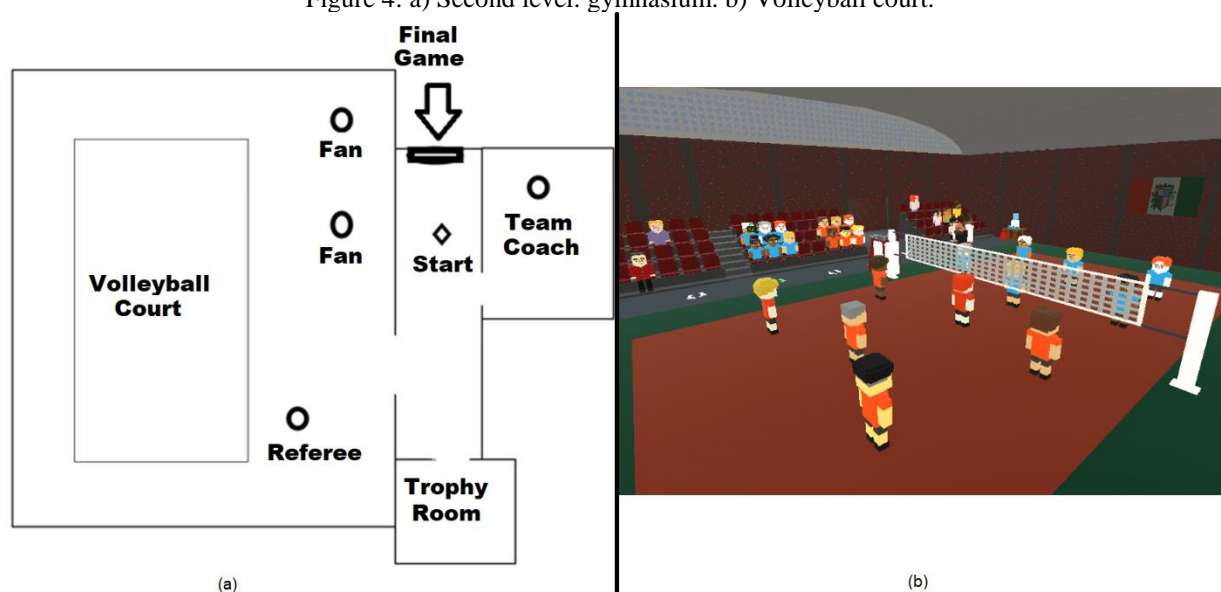 Figure 4: a) Second level: gymnasium. b) Volleyball court.
Final
Game
Fan
Fan
Team
Coach
Start
Volleyball
Court
Referee
Trophy
Room
(a)
(b)